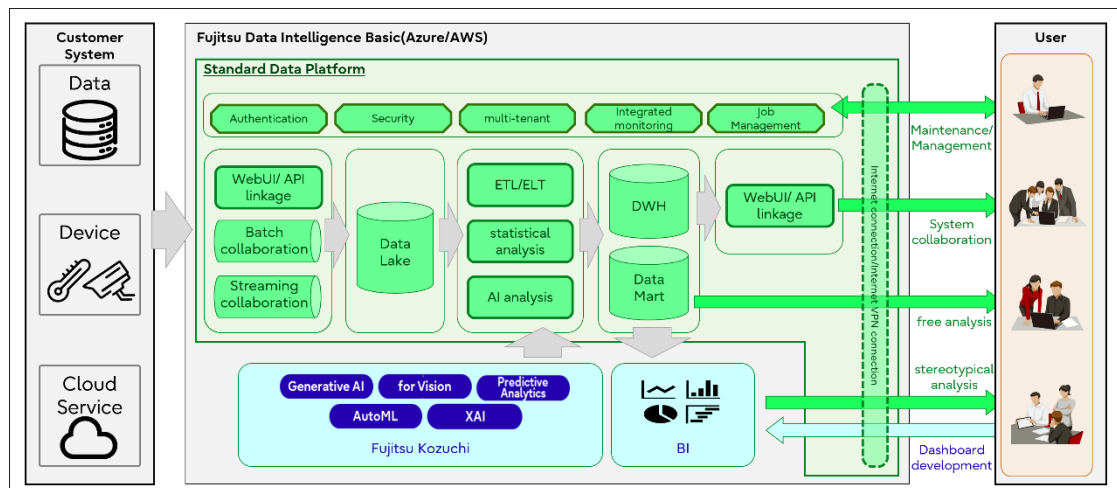 Customer
System
Data
Device
Cloud
Service
Fujitsu Data Intelligence Basic(Azure/AWS)
Standard Data Platform
Authentication
Security
multi-tenant
Integrated
monitoring
Job
Management
WebUI/ API
linkage
Batch
collaboration
Streaming
collaboration
Data
Lake
ETL/ELT
statistical
analysis
AI analysis
DWH
Data
Mart
WebUI/ API
linkage
Generative AI
for Vision
Predictive
Analytics
AutoML
XAI
Fujitsu Kozuchi
BI
Internet connection/Internet VPN connection
Maintenance/
Management
System
collaboration
free analysis
stereotypical
analysis
Dashboard
development
User